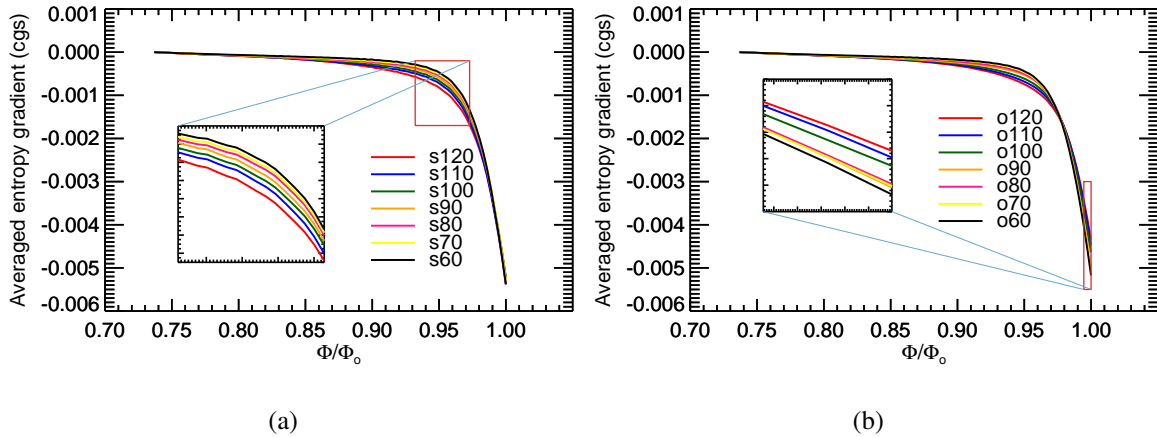 Averaged entropy gradient (cgs)
0.000
-0.001
-0.002
-0.003
-0.004
-0.005
-0.006
s120
s110
s100
s90
s80
s70
s60
0.70 0.75 0.80 0.85 0.90 0.95 1.00
Φ/Φo
(a)
Averaged entropy gradient (cgs)
0.000
-0.001
-0.002
-0.003
-0.004
-0.005
-0.006
o120
o110
o100
o90
o80
o70
o60
0.70 0.75 0.80 0.85 0.90 0.95 1.00
Φ/Φo
(b)